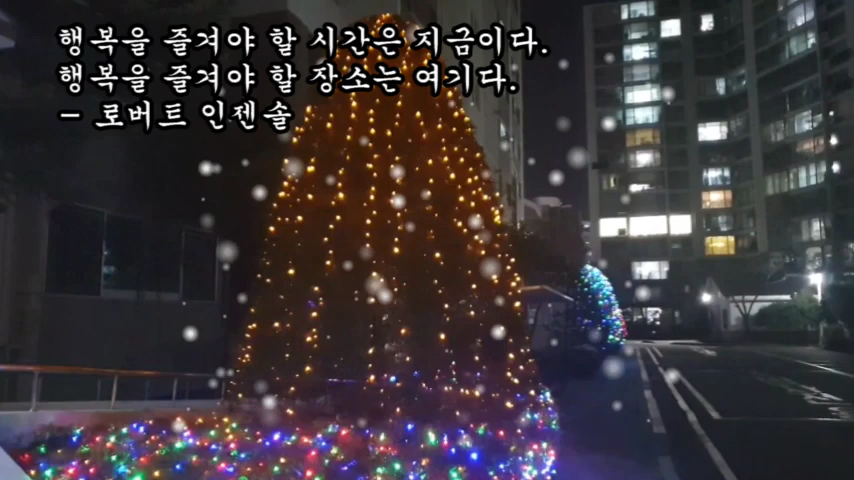 행복을 즐겨야 할 시간은 지금이다.
행복을 즐겨야 할 장소는 여기다.
- 로버트 인젠솔